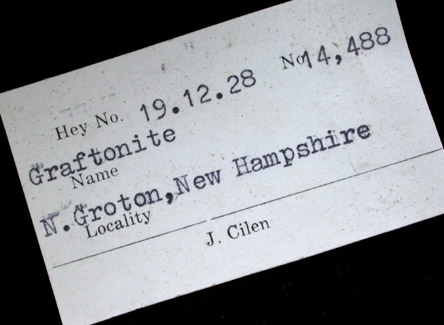 Hey No. 19.12.28 No14,488
Graftonite
Name
N.Groton,New Hampshire
Locality
J. Cilen